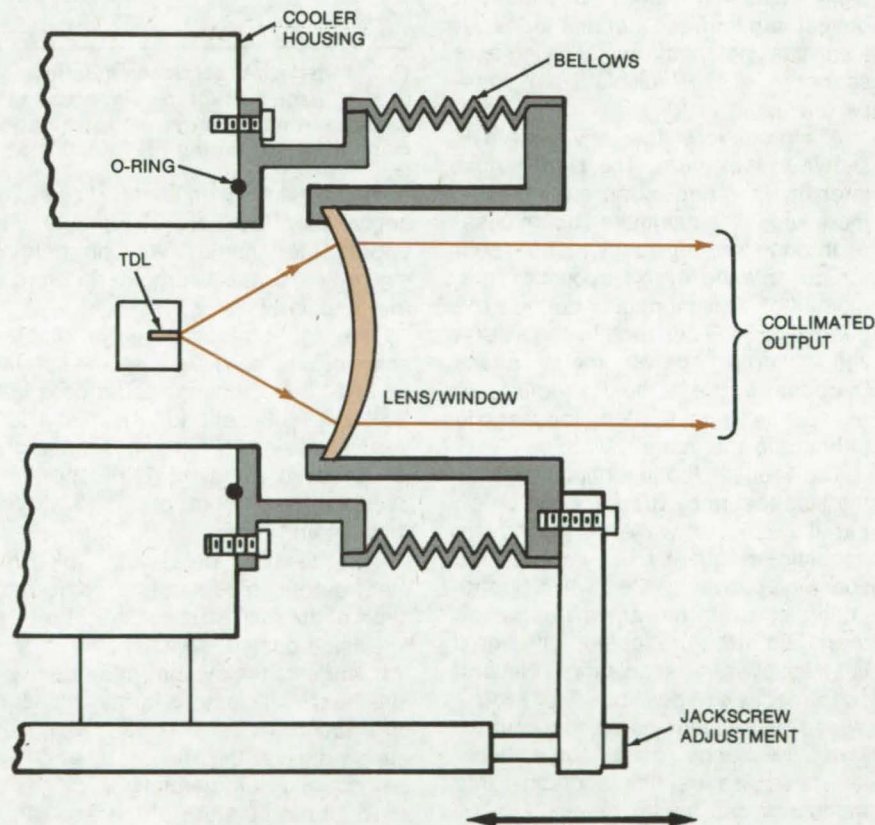 COOLER
HOUSING
BELLOWS
O-RING
TDL
COLLIMATED
OUTPUT
LENS/WINDOW
JACKSCREW
ADJUSTMENT